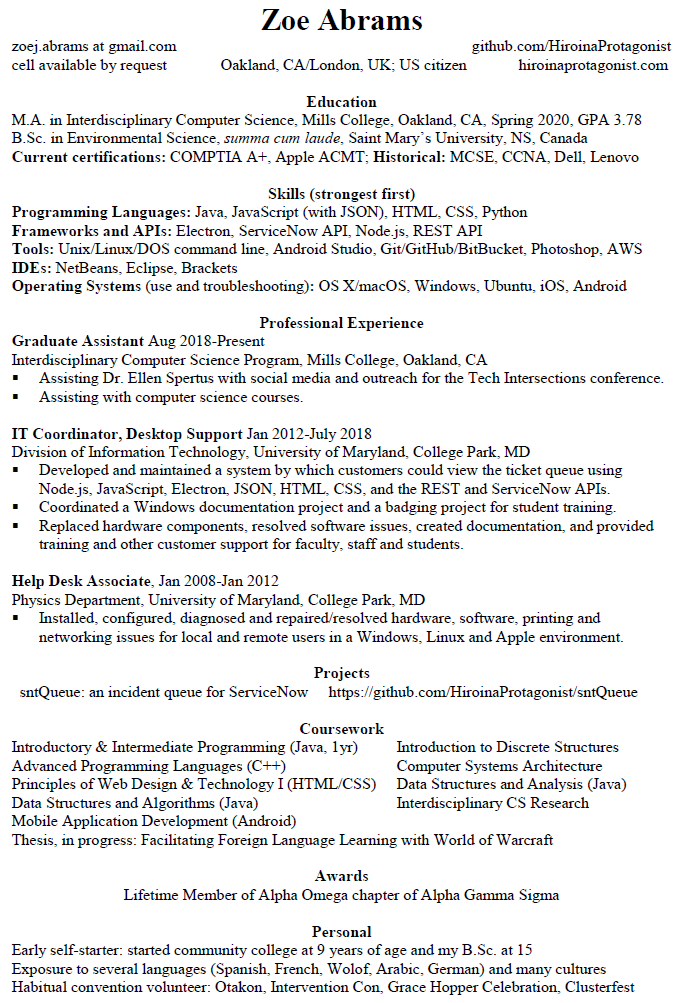 Zoe Abrams
zoej.abrams at gmail.com github.com/HiroinaProtagonist
cell available by request Oakland, CA/London, UK; US citizen hiroinaprotagonist.com
Education
M.A. in Interdisciplinary Computer Science, Mills College, Oakland, CA, Spring 2020, GPA 3.78
B.Sc. in Environmental Science, summa cum laude, Saint Mary's University, NS, Canada
Current certifications: COMPTIA A+, Apple ACMT; Historical: MCSE, CCNA, Dell, Lenovo
Skills (strongest first)
Programming Languages: Java, JavaScript (with JSON), HTML, CSS, Python
Frameworks and APIs: Electron, ServiceNow API, Node.js, REST API
Tools: Unix/Linux/DOS command line, Android Studio, Git/GitHub/BitBucket, Photoshop, AWS
IDEs: NetBeans, Eclipse, Brackets
Operating Systems (use and troubleshooting): OS X/macOS, Windows, Ubuntu, iOS, Android
Professional Experience
Graduate Assistant Aug 2018-Present
Interdisciplinary Computer Science Program, Mills College, Oakland, CA
▪ Assisting Dr. Ellen Spertus with social media and outreach for the Tech Intersections conference.
▪ Assisting with computer science courses.
IT Coordinator, Desktop Support Jan 2012-July 2018
Division of Information Technology, University of Maryland, College Park, MD
▪ Developed and maintained a system by which customers could view the ticket queue using
Node.js, JavaScript, Electron, JSON, HTML, CSS, and the REST and ServiceNow APIs.
▪ Coordinated a Windows documentation project and a badging project for student training.
▪ Replaced hardware components, resolved software issues, created documentation, and provided
training and other customer support for faculty, staff and students.
Help Desk Associate, Jan 2008-Jan 2012
Physics Department, University of Maryland, College Park, MD
▪ Installed, configured, diagnosed and repaired/resolved hardware, software, printing and
networking issues for local and remote users in a Windows, Linux and Apple environment.
Projects
sntQueue: an incident queue for ServiceNow https://github.com/HiroinaProtagonist/sntQueue
Coursework
Introductory & Intermediate Programming (Java, 1yr) Introduction to Discrete Structures
Advanced Programming Languages (C++) Computer Systems Architecture
Principles of Web Design & Technology I (HTML/CSS) Data Structures and Analysis (Java)
Data Structures and Algorithms (Java) Interdisciplinary CS Research
Mobile Application Development (Android)
Thesis, in progress: Facilitating Foreign Language Learning with World of Warcraft
Awards
Lifetime Member of Alpha Omega chapter of Alpha Gamma Sigma
Personal
Early self-starter: started community college at 9 years of age and my B.Sc. at 15
Exposure to several languages (Spanish, French, Wolof, Arabic, German) and many cultures
Habitual convention volunteer: Otakon, Intervention Con, Grace Hopper Celebration, Clusterfest